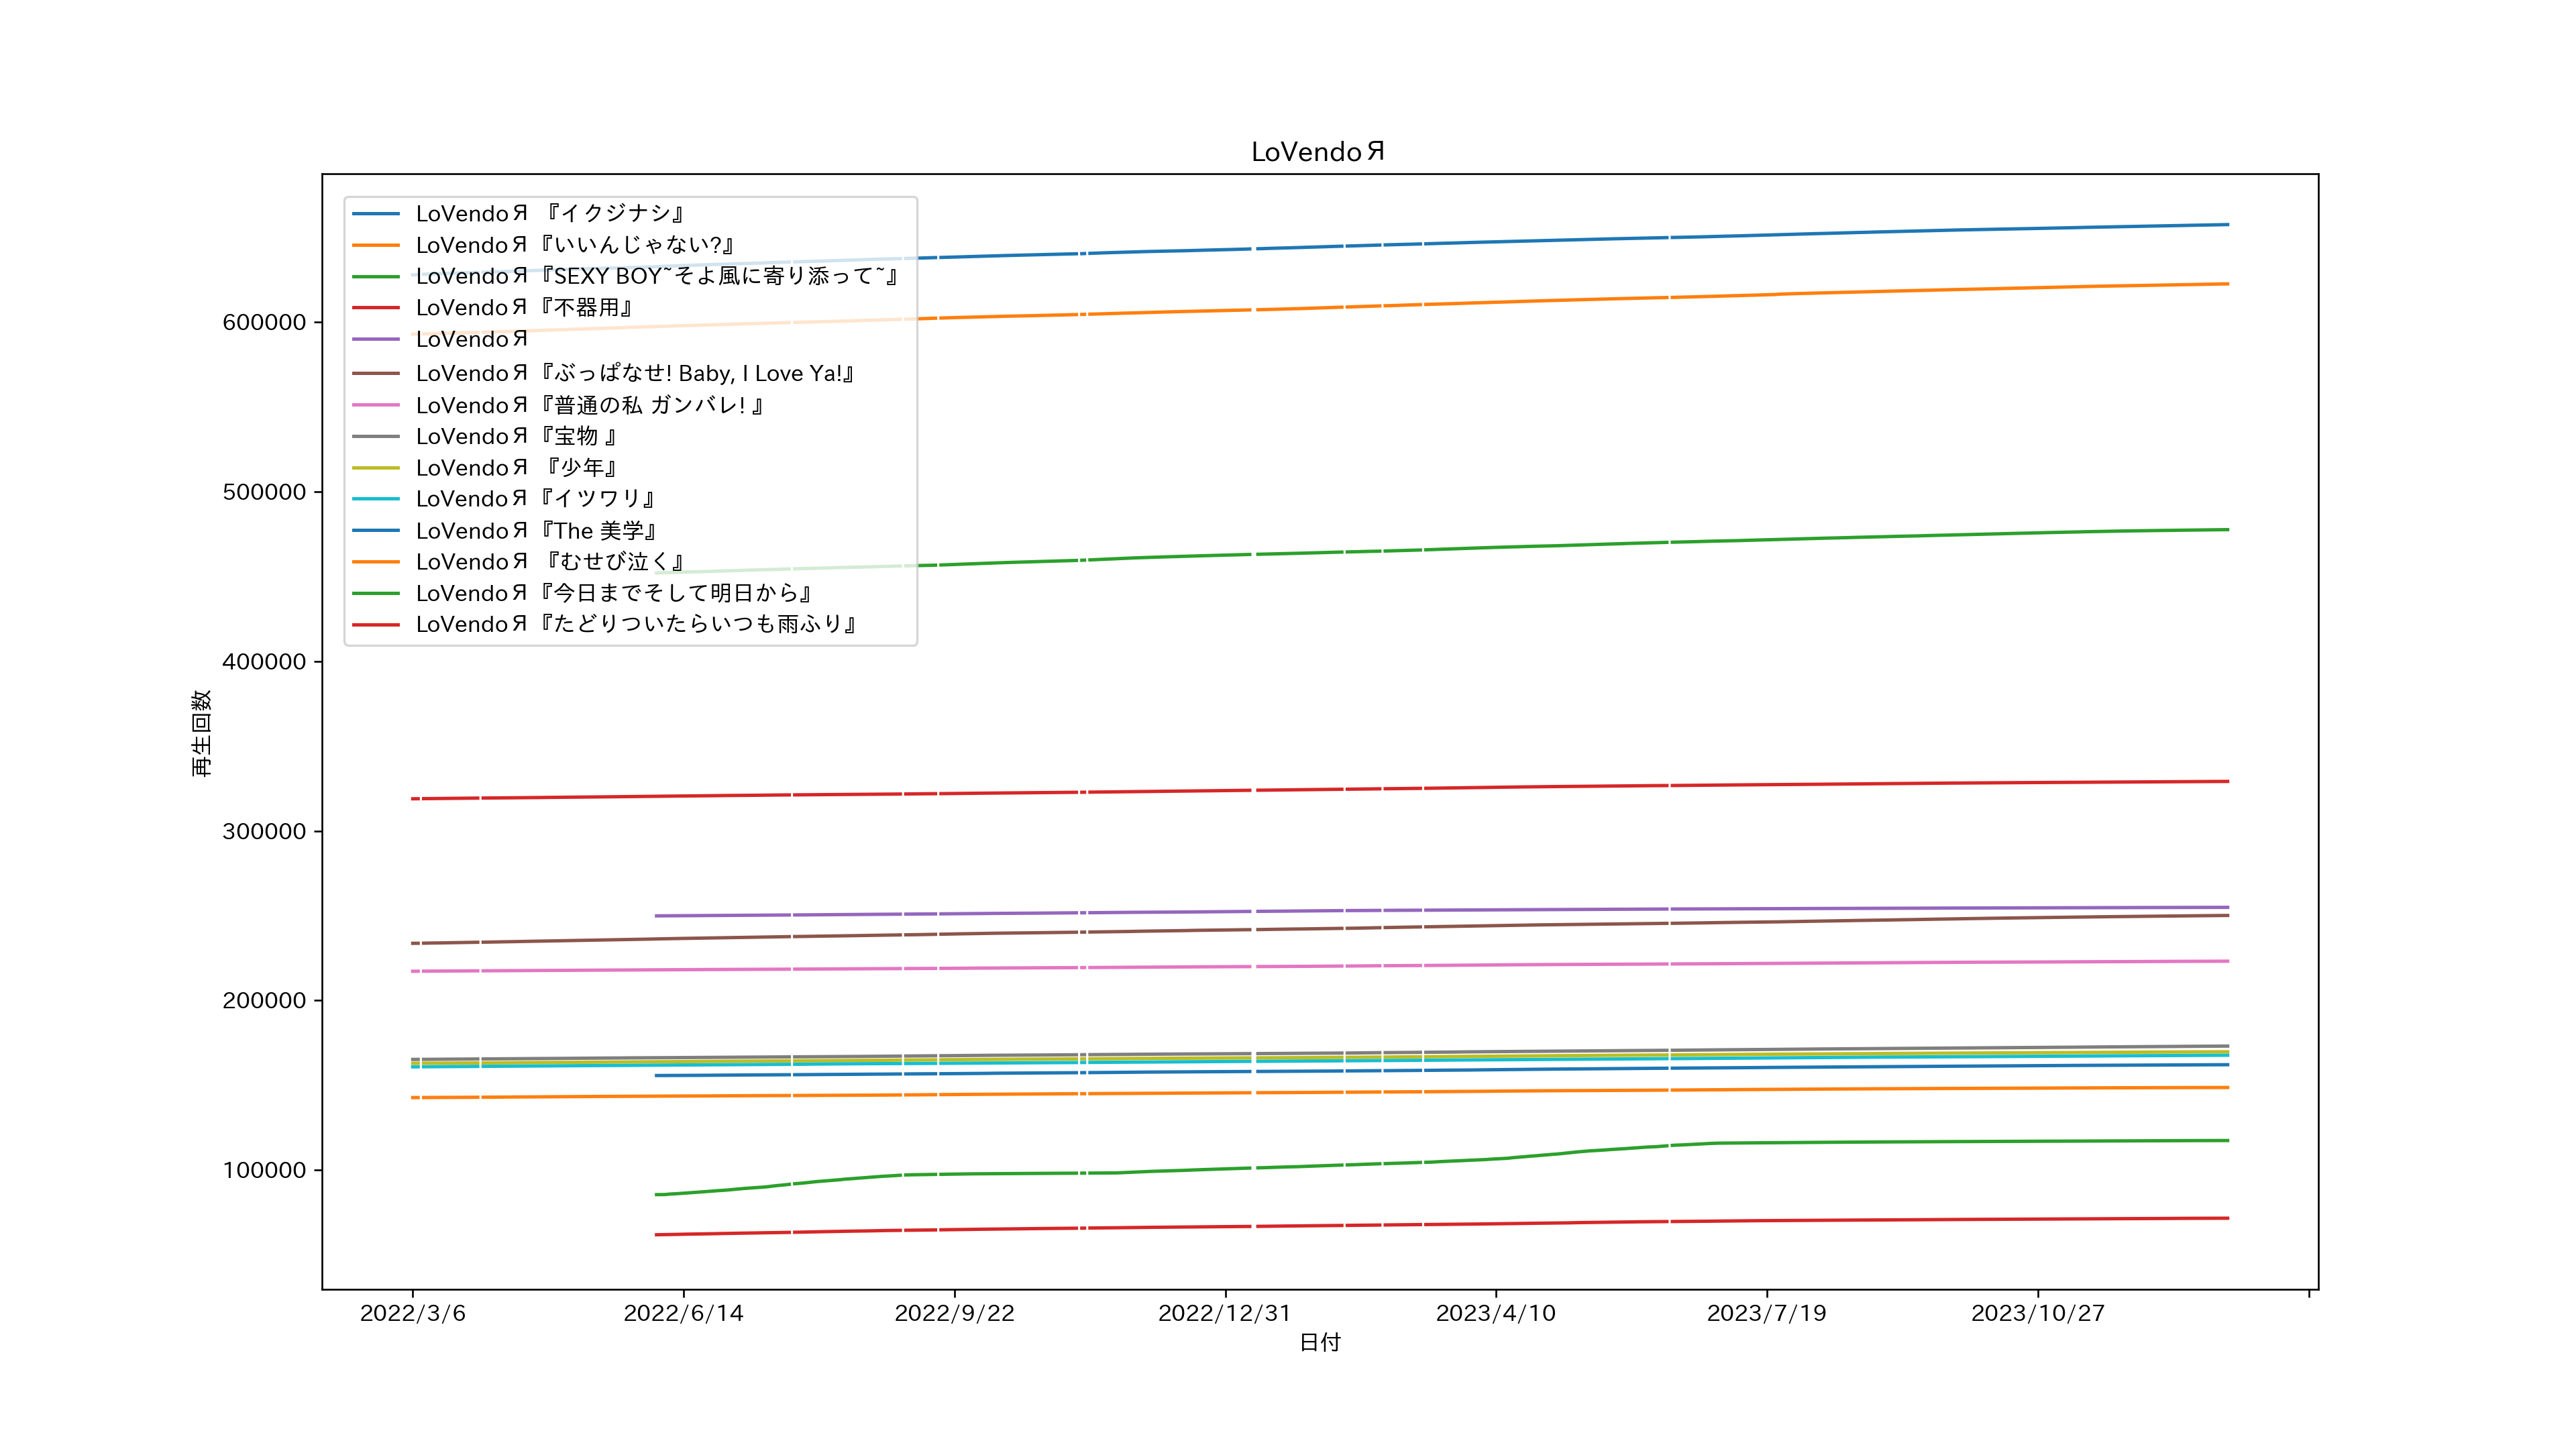 LoVendoЯ
LoVendoЯ 『イクジナシ』
LoVendoЯ『いいんじゃない?』
LoVendoЯ『SEXY BOY~そよ風に寄り添って~』
LoVendoЯ『不器用』
LoVendoЯ
LoVendoЯ『ぶっぱなせ! Baby, I Love Ya!』
LoVendoЯ『普通の私 ガンバレ! 』
LoVendoЯ『宝物 』
LoVendoЯ 『少年』
LoVendoЯ『イツワリ』
LoVendoЯ『The 美学』
LoVendoЯ 『むせび泣く』
LoVendoЯ『今日までそして明日から』
LoVendoЯ『たどりついたらいつも雨ふり』
600000
500000
400000
300000
200000
100000
再生回数
2022/3/6 2022/6/14 2022/9/22 2022/12/31 2023/4/10 2023/7/19 2023/10/27
日付